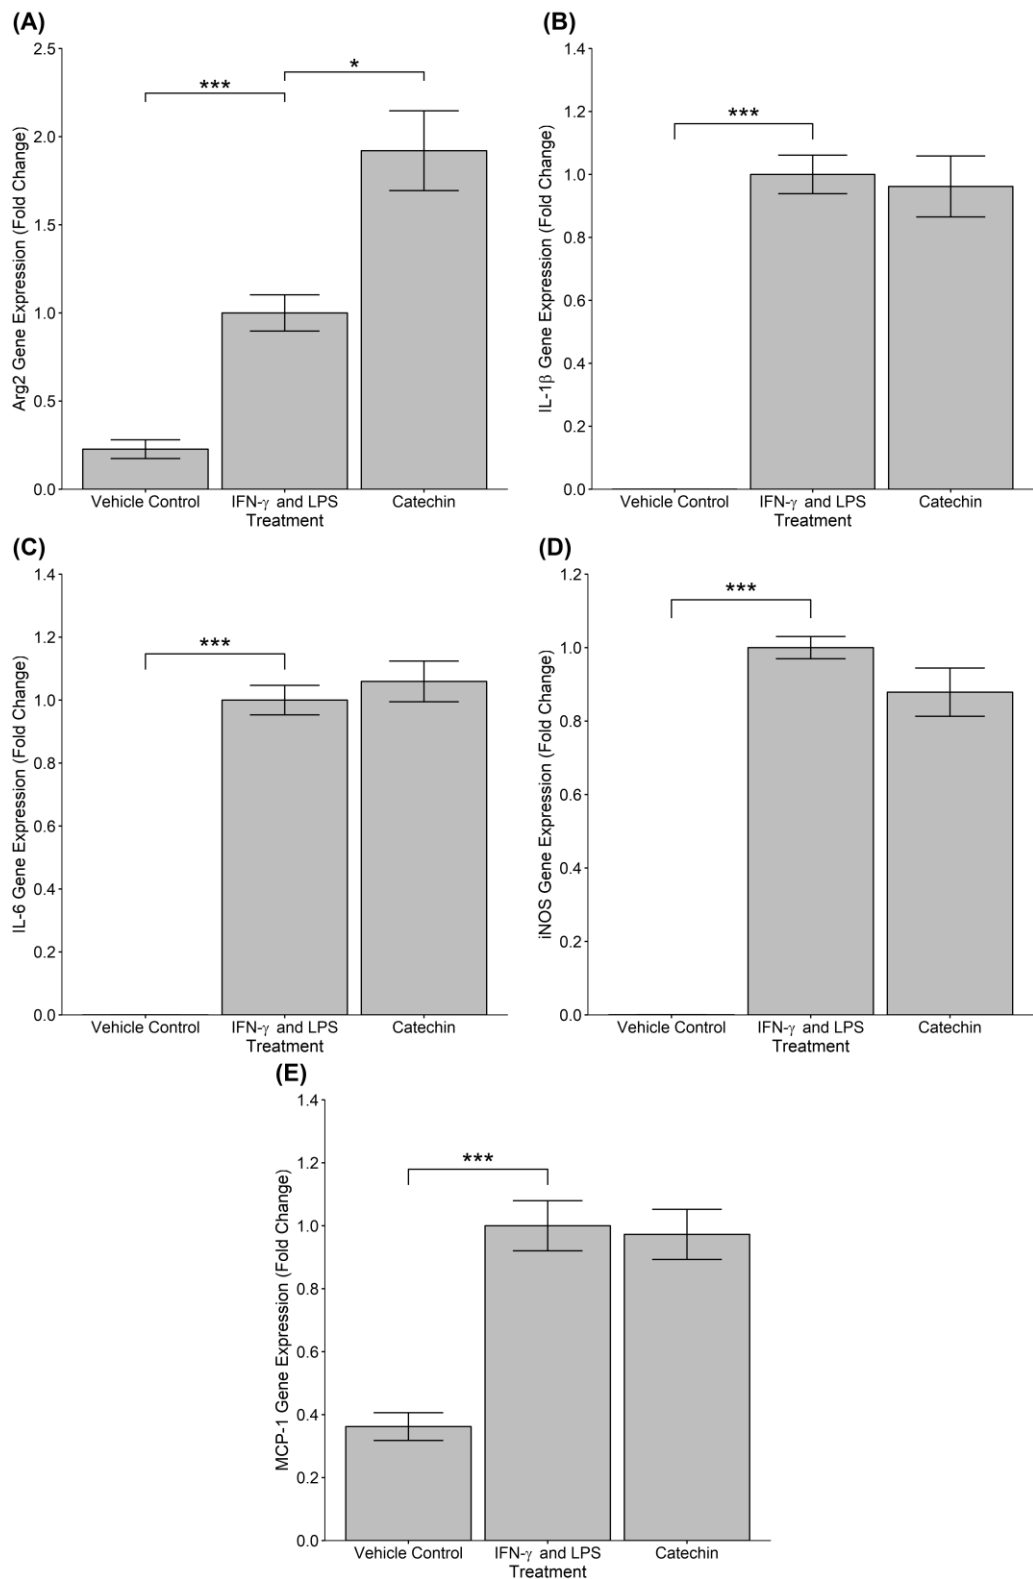 (A)
Arg2 Gene Expression (Fold Change)
2.5
2.0
1.5
1.0
0.5
0.0
***
*
Vehicle Control
IFN-γ and LPS
Catechin
Treatment
(B)
IL-1β Gene Expression (Fold Change)
1.4
1.2
1.0
0.8
0.6
0.4
0.2
0.0
***
Vehicle Control
IFN-γ and LPS
Catechin
Treatment
(C)
IL-6 Gene Expression (Fold Change)
1.4
1.2
1.0
0.8
0.6
0.4
0.2
0.0
***
Vehicle Control
IFN-γ and LPS
Catechin
Treatment
(D)
iNOS Gene Expression (Fold Change)
1.2
1.0
0.8
0.6
0.4
0.2
0.0
***
Vehicle Control
IFN-γ and LPS
Catechin
Treatment
(E)
MCP-1 Gene Expression (Fold Change)
1.4
1.2
1.0
0.8
0.6
0.4
0.2
0.0
***
Vehicle Control
IFN-γ and LPS
Catechin
Treatment